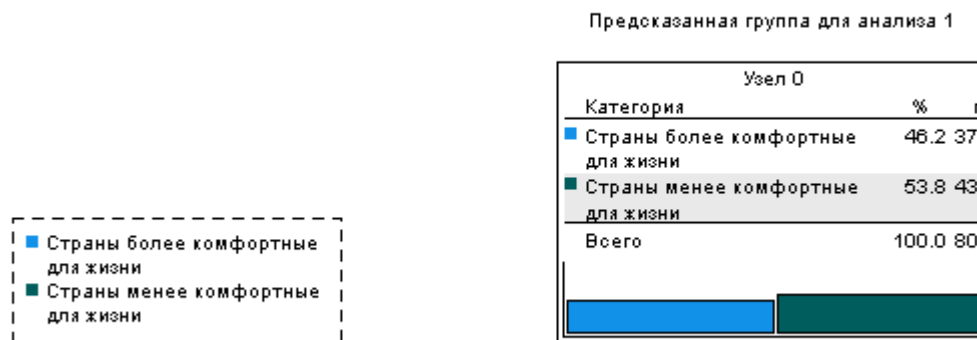 Предсказанная группа для анализа 1
Узел 0
Категория %
Страны более комфортные 46.2 37
для жизни
Страны менее комфортные 53.8 43
для жизни
Всего 100.0 80
Страны более комфортные
для жизни
Страны менее комфортные
для жизни